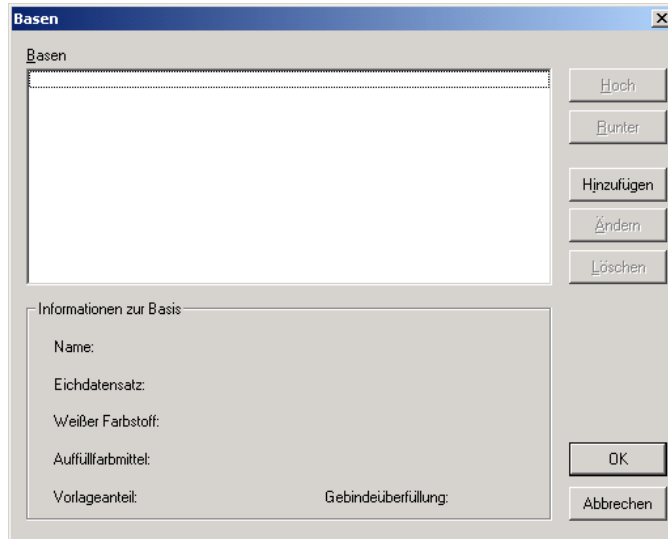 Basen
Basen
Hoch
Runter
Hinzufügen
Ändern
Löschen
Informationen zur Basis
Name:
Eichdatensatz:
Weißer Farbstoff:
Auffüllfarbmittel:
Vorlageanteil: Gebindeüberfüllung:
OK
Abbrechen